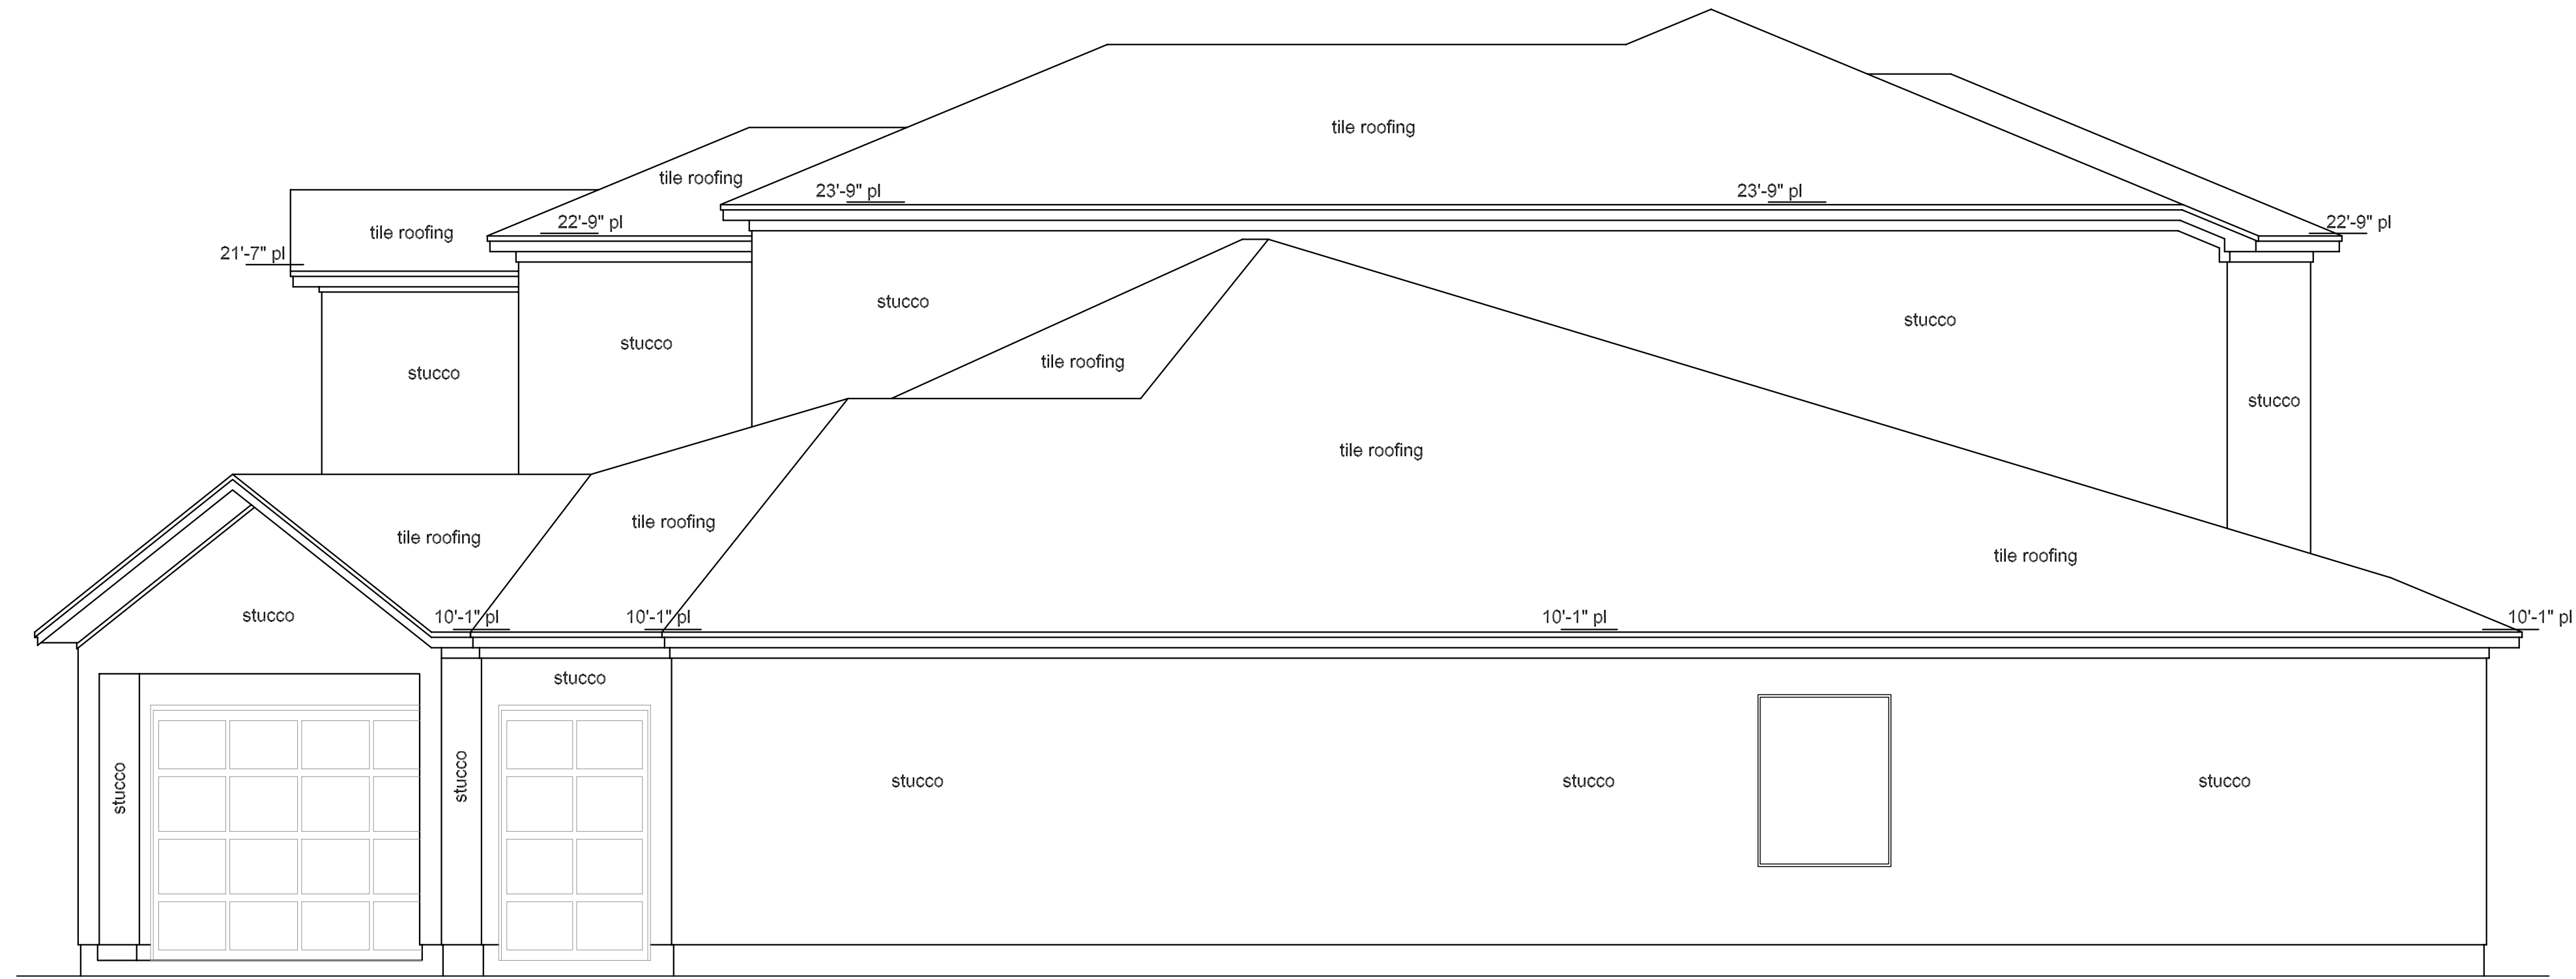 tile roofing
tile roofing
23'-9" pl
23'-9" pl
22'-9" pl
22'-9" pl
tile roofing
21'-7" pl
stucco
stucco
stucco
tile roofing
stucco
stucco
tile roofing
tile roofing
tile roofing
tile roofing
stucco
10'-1" pl
10'-1" pl
10'-1" pl
10'-1" pl
stucco
stucco
stucco
stucco
stucco
stucco